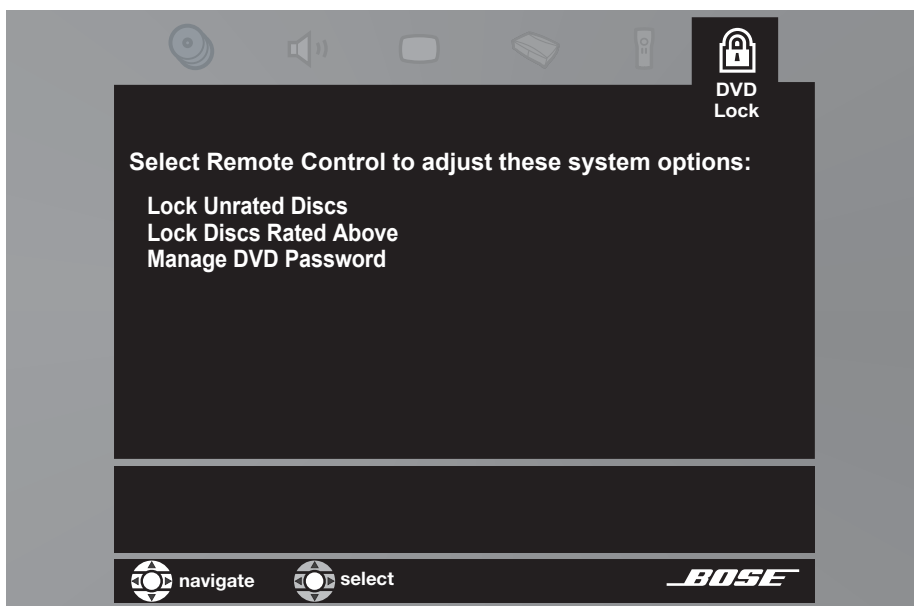 DVD
Lock
Select Remote Control to adjust these system options:
Lock Unrated Discs
Lock Discs Rated Above
Manage DVD Password
navigate
select
BOSE